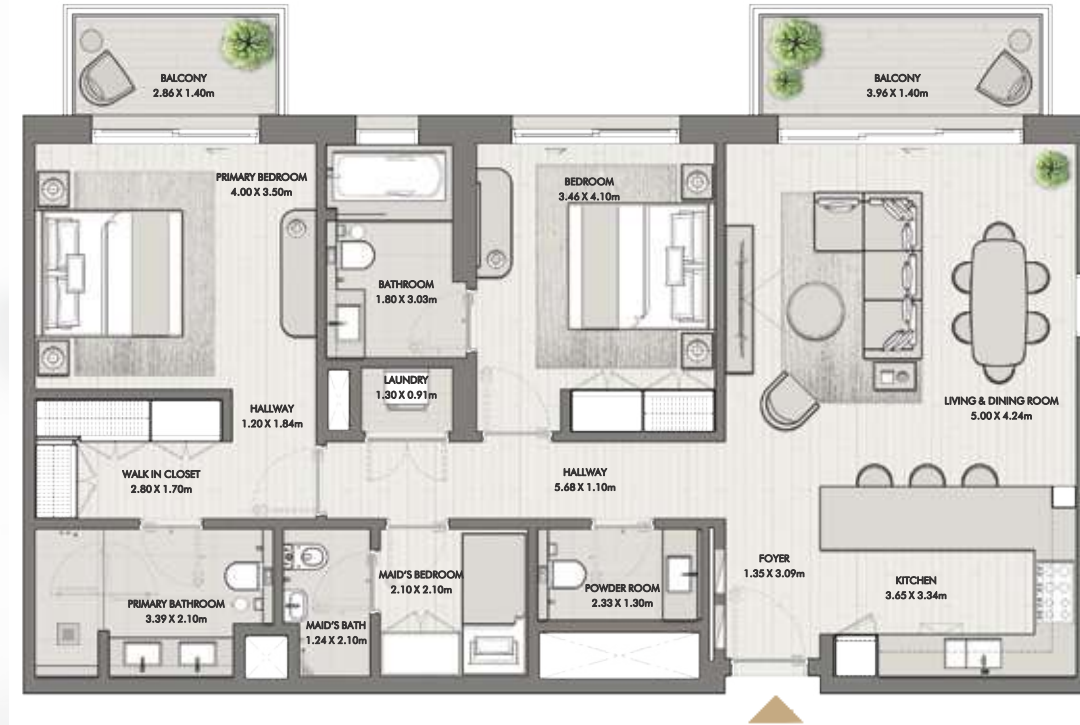 BALCONY
2.86 X 1.40m
BALCONY
3.96 X 1.40m
PRIMARY BEDROOM
4.00 X 3.50m
BEDROOM
3.46 X 4.10m
BATHROOM
1.80 X 3.03m
LAUNDRY
1.30 X 0.91m
HALLWAY
1.20 X 1.84m
LIVING & DINING ROOM
5.00 X 4.24m
WALK IN CLOSET
2.80 X 1.70m
HALLWAY
5.68 X 1.10m
FOYER
1.35 X 3.09m
MAID'S BEDROOM
2.10 X 2.10m
POWDER ROOM
2.33 X 1.30m
KITCHEN
3.65 X 3.34m
PRIMARY BATHROOM
3.39 X 2.10m
MAID'S BATH
1.24 X 2.10m